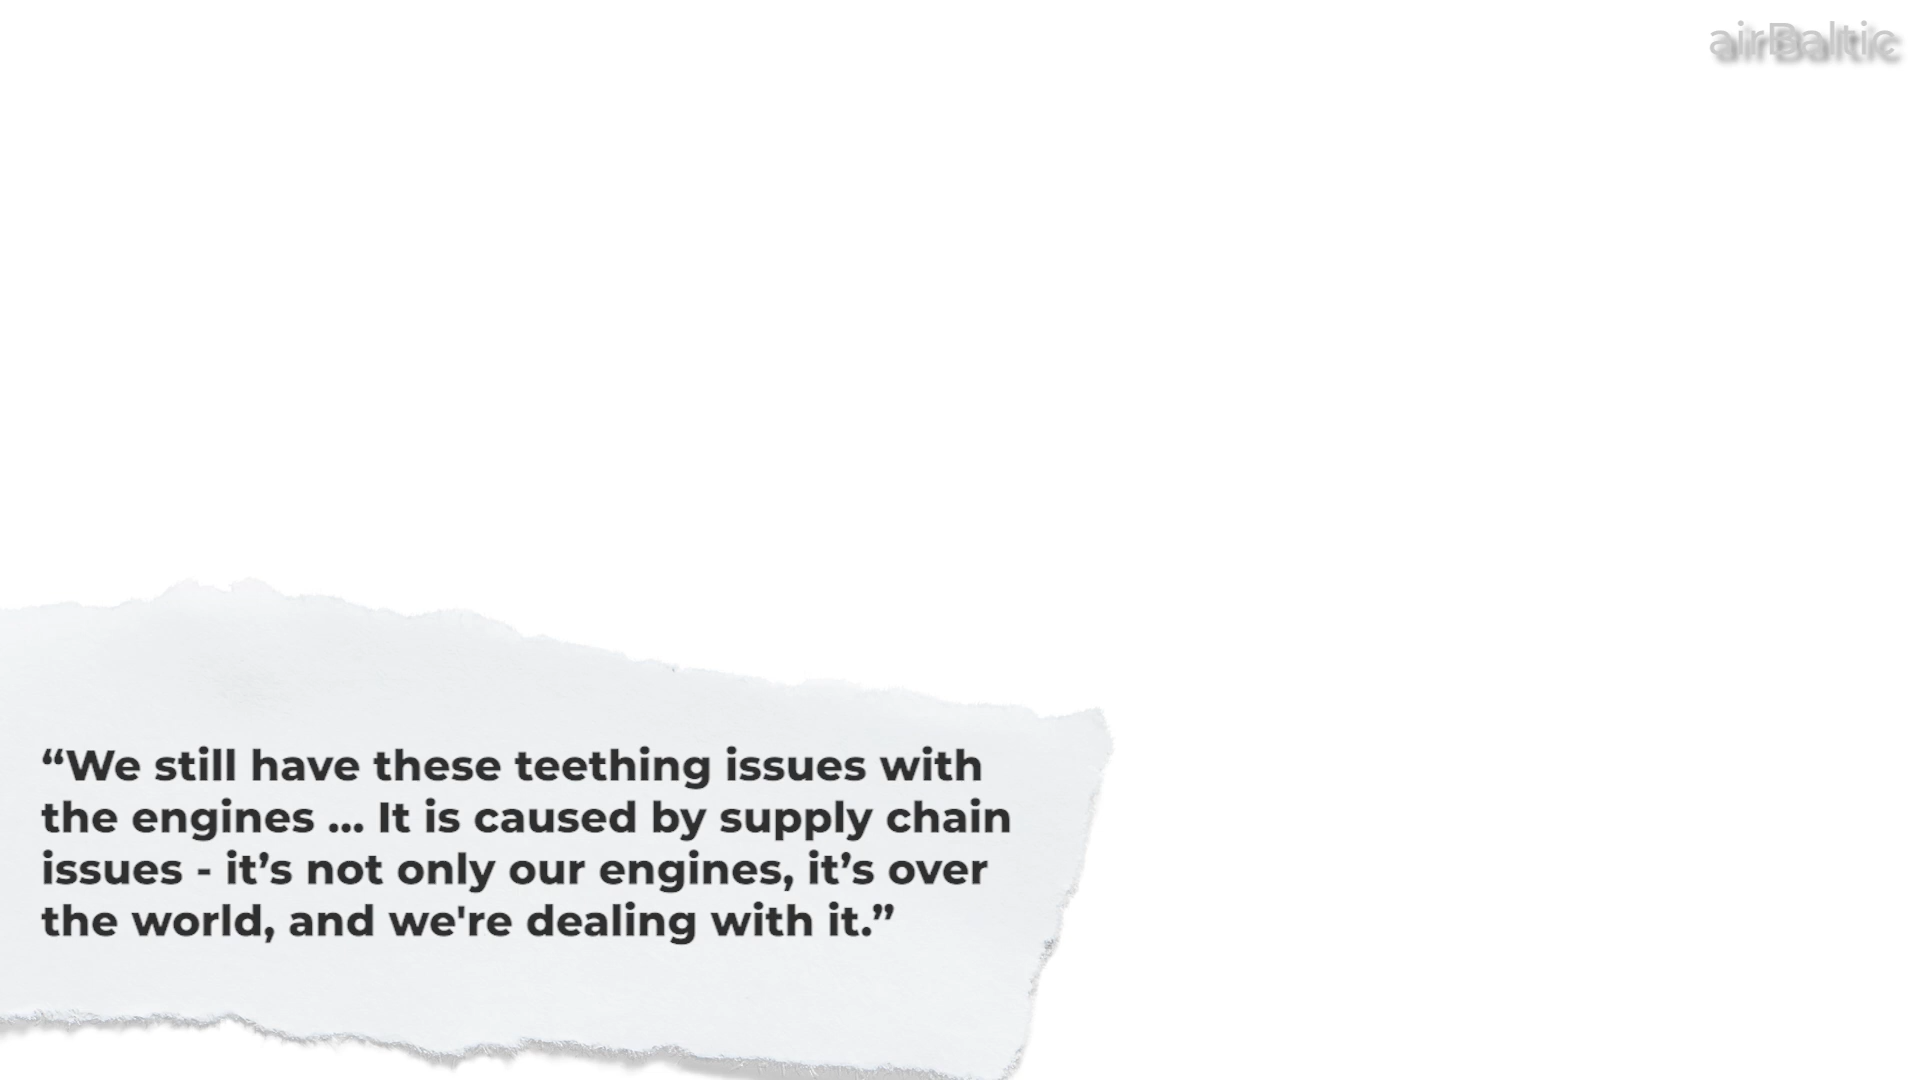 airBaltic
“We still have these teething issues with
the engines ... It is caused by supply chain
issues - it’s not only our engines, it’s over
the world, and we're dealing with it.”